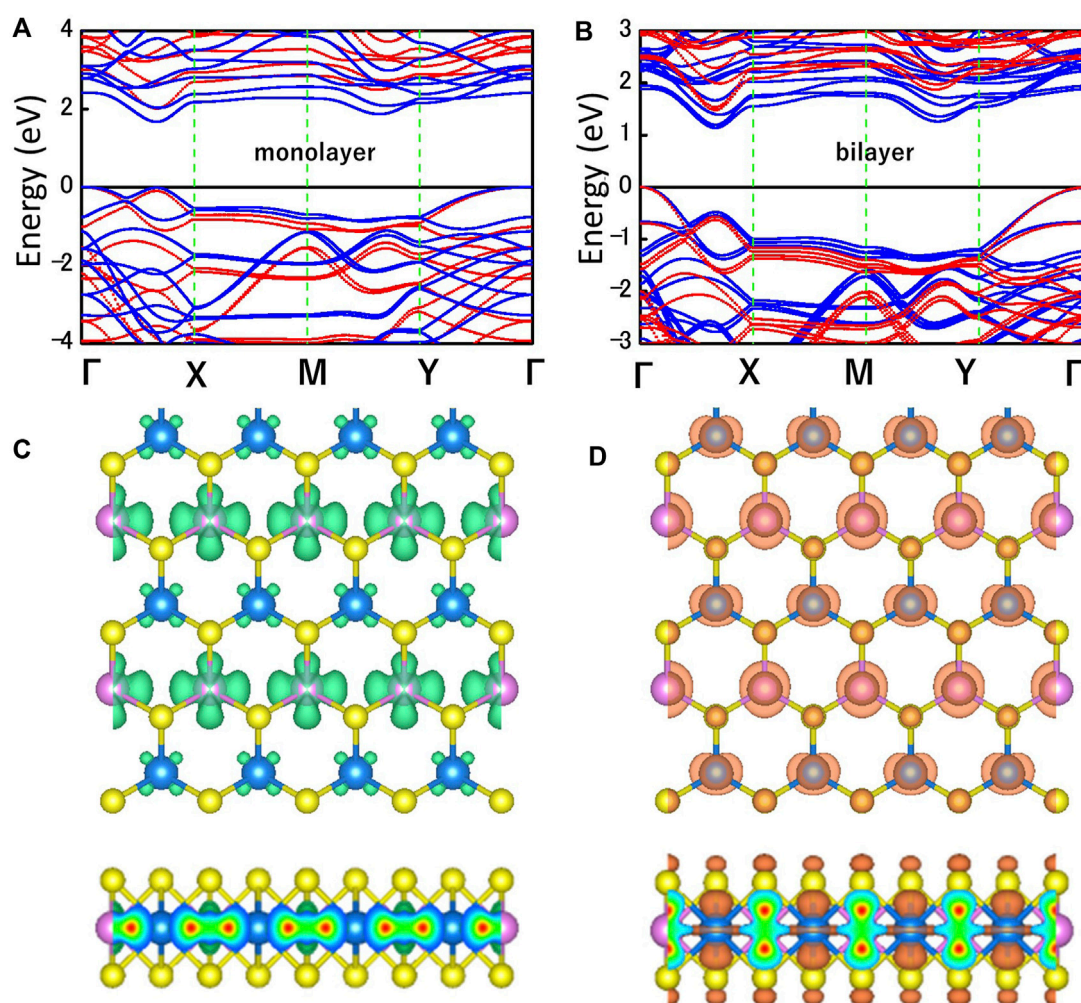 A
B
4
2
0
−2
−4
Energy (eV)
monolayer
Γ X M Y Γ
3
2
1
0
−1
−2
−3
Energy (eV)
bilayer
Γ X M Y Γ
C
D